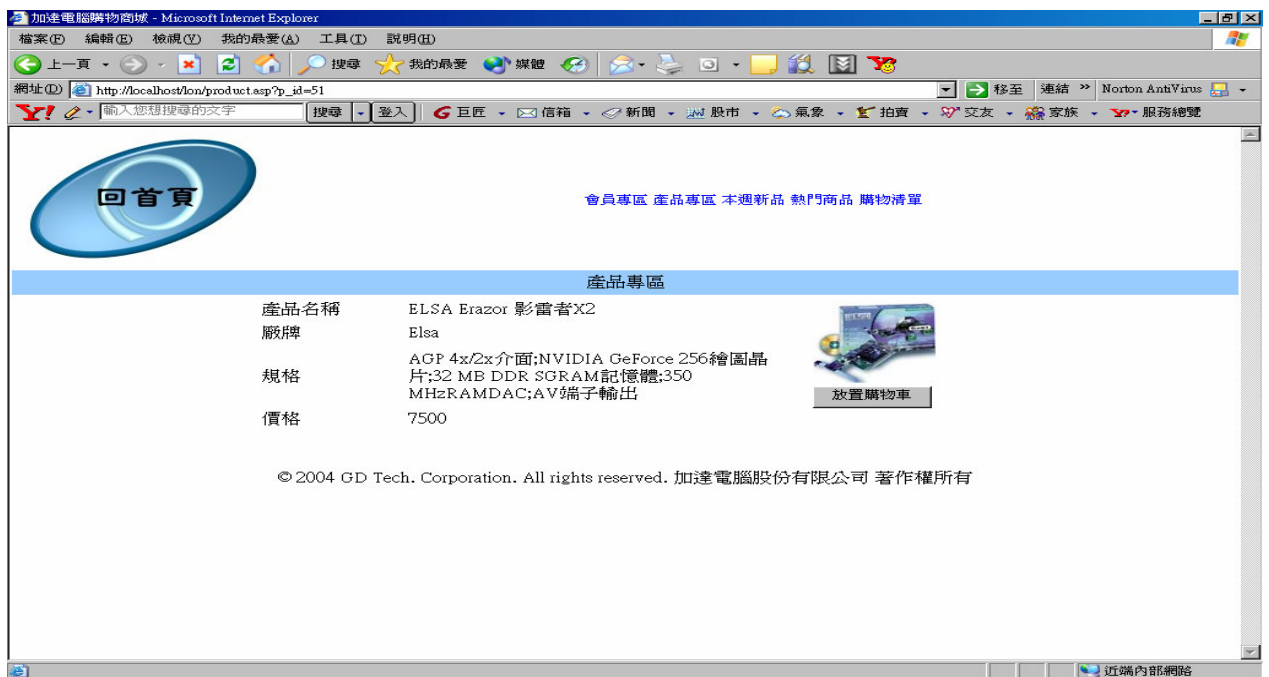 加達電腦購物商城 - Microsoft Internet Explorer
檔案(F) 編輯(E) 檢視(V) 我的最愛(A) 工具(T) 說明(H)
上一頁 搜尋 我的最愛 媒體
網址(D) http://localhost/lon/product.asp?p_id=51 移至 連結 » Norton AntiVirus
Y! 輸入您想搜尋的文字 搜尋 登入 G 巨匠 信箱 新聞 股市 氣象 拍賣 交友 家族 服務總覽
回首頁
會員專區 產品專區 本週新品 熱門商品 購物清單
產品專區
產品名稱 ELSA Erazor 影雷者X2
廠牌 Elsa
規格 AGP 4x/2x介面;NVIDIA GeForce 256繪圖晶
片;32 MB DDR SGRAM記憶體;350
MHzRAMDAC;AV端子輸出
放置購物車
價格 7500
©2004 GD Tech. Corporation. All rights reserved. 加達電腦股份有限公司 著作權所有
近端內部網路